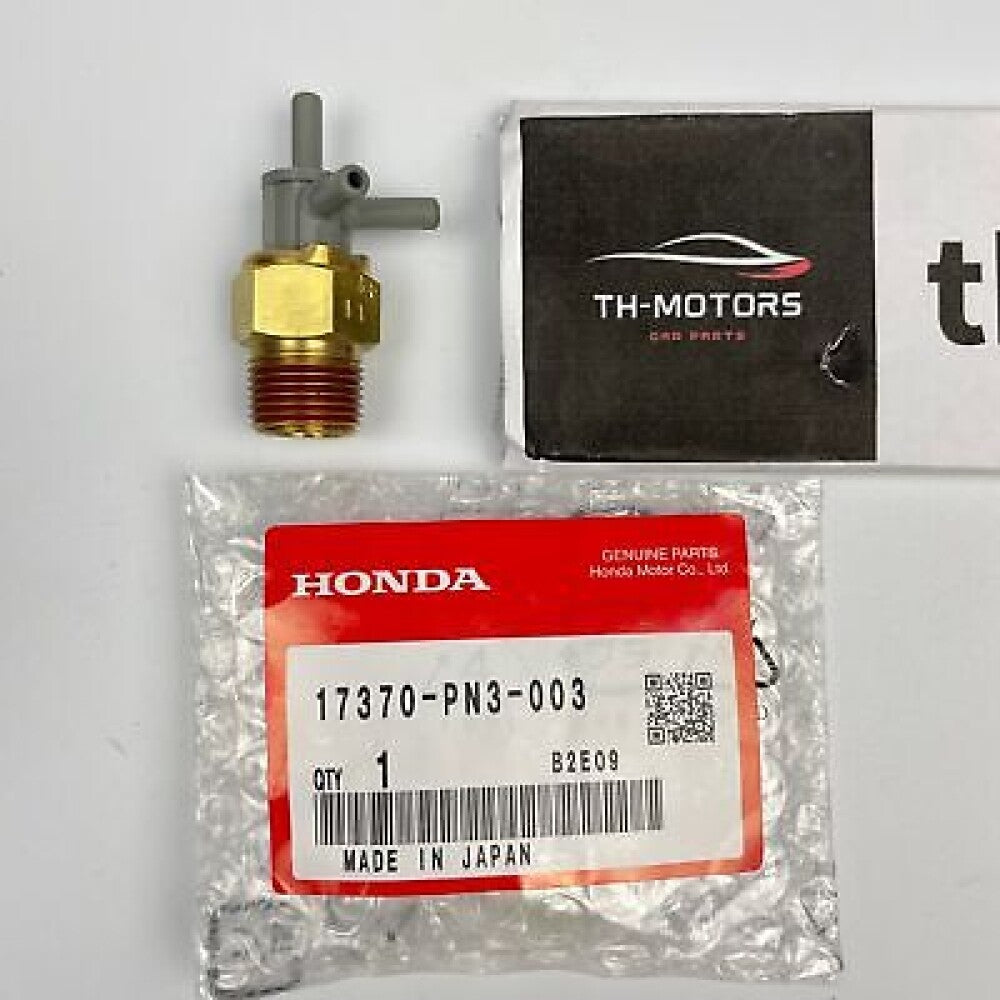 TH-MOTORS
CAR PARTS
th
HONDA
GENUINE PARTS
Honda Motor Co., Ltd.
17370-PN3-003
QTY 1
B2E09
MADE IN JAPAN